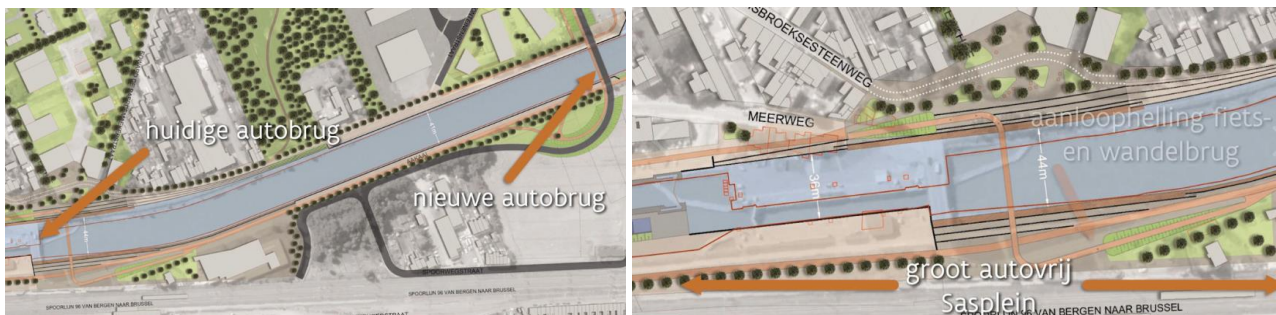 huidige autobrug
nieuwe autobrug
SPOORWEGSTRAAT
SPOORLIJN 96 VAN BERGEN NAAR BRUSSEL
SBROEKSESTEENWEG
MEERWEG
aanloophelling fiets-
en wandelbrug
44m
groot autovrij
Sasplein
SPOORLIJN 96 VAN BERGEN NAAR BRUSSEL